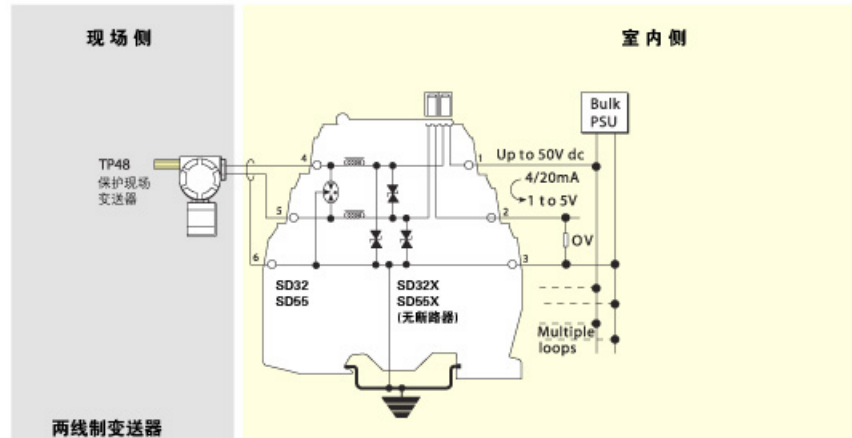 现场侧
室内侧
Bulk
PSU
TP48
保护现场
变送器
4
1
Up to 50V dc
4/20mA
1 to 5V
5
2
0V
6
3
SD32
SD55
SD32X
SD55X
(无断路器)
Multiple
loops
两线制变送器